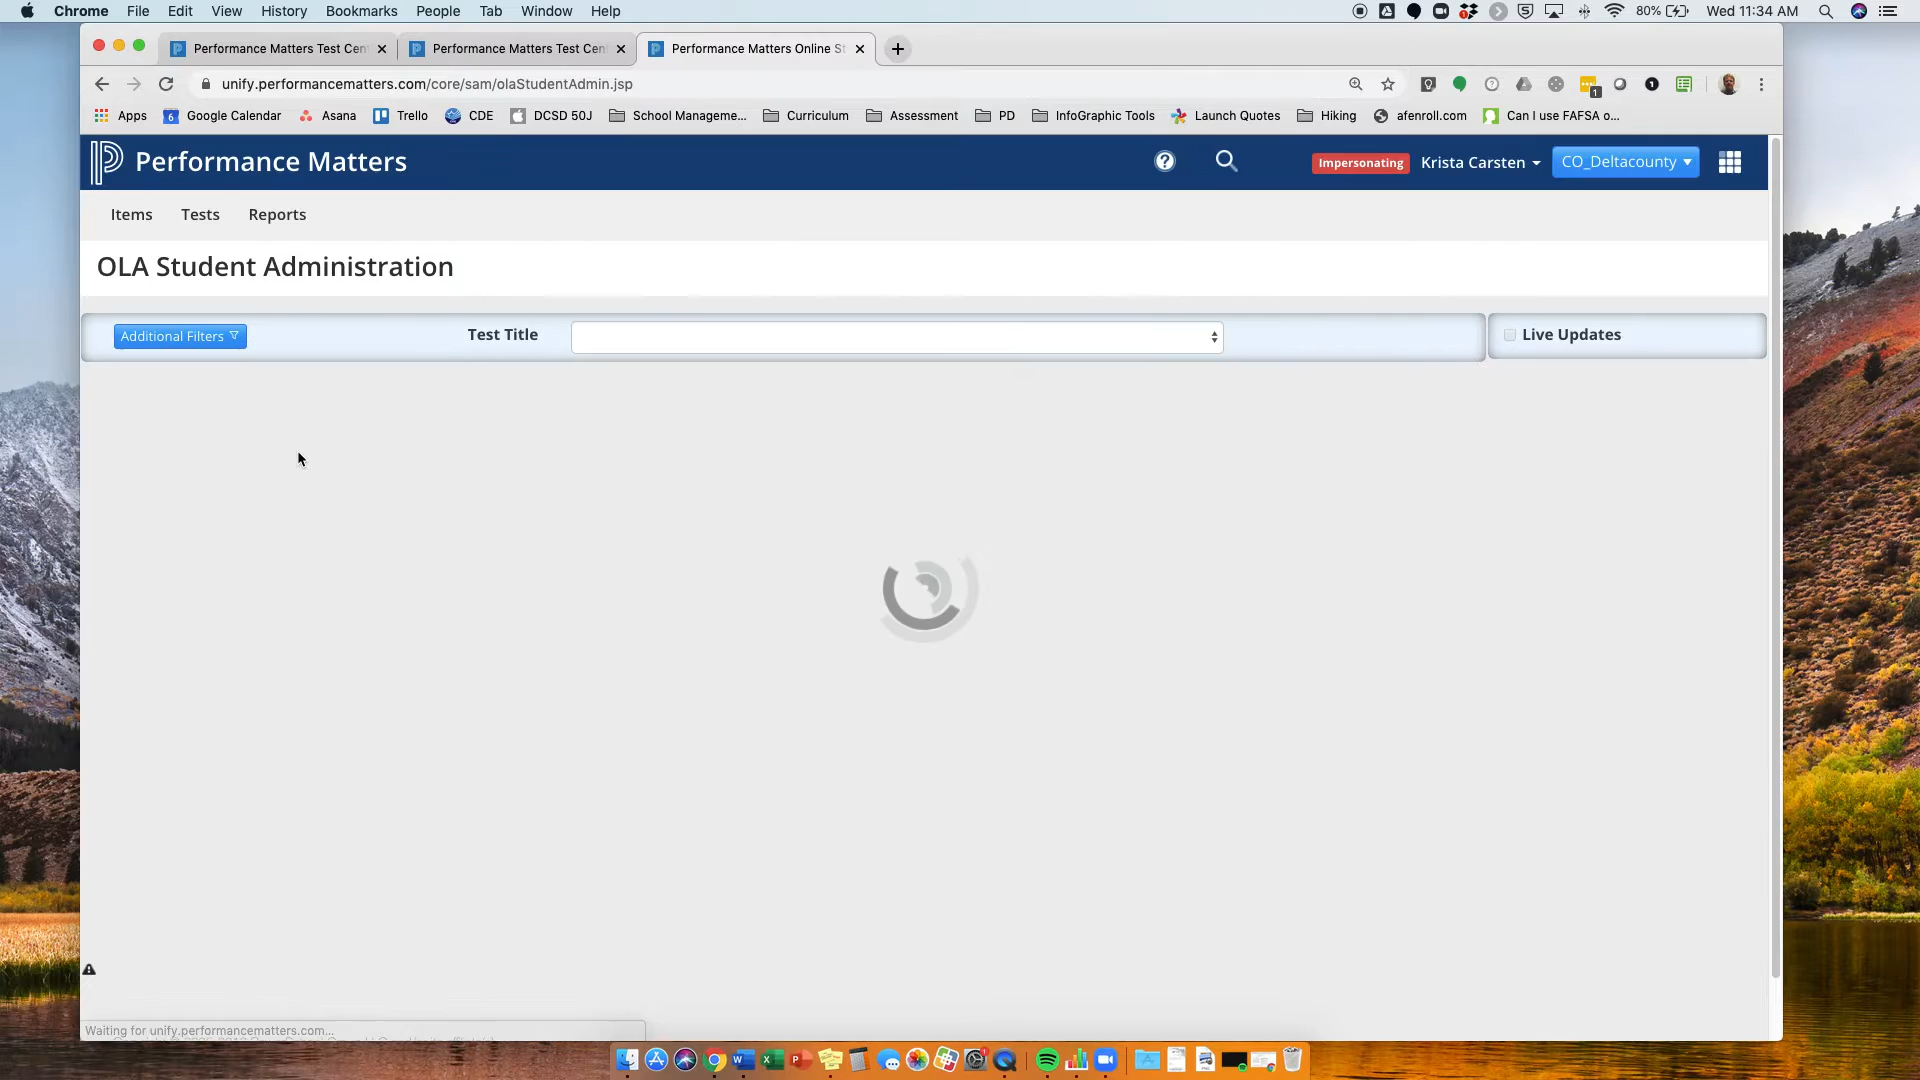 Chrome File Edit View History Bookmarks People Tab Window Help 80% Wed 11:34 AM
Performance Matters Test Cen Performance Matters Test Cen Performance Matters Online St
unify.performancematters.com/core/sam/olaStudentAdmin.jsp
Apps Google Calendar Asana Trello CDE DCSD 50J School Manageme... Curriculum Assessment PD InfoGraphic Tools Launch Quotes Hiking afenroll.com Can I use FAFSA o...
Performance Matters Impersonating Krista Carsten CO_Deltacounty
Items Tests Reports
OLA Student Administration
Additional Filters Test Title Live Updates
Waiting for unify.performancematters.com...